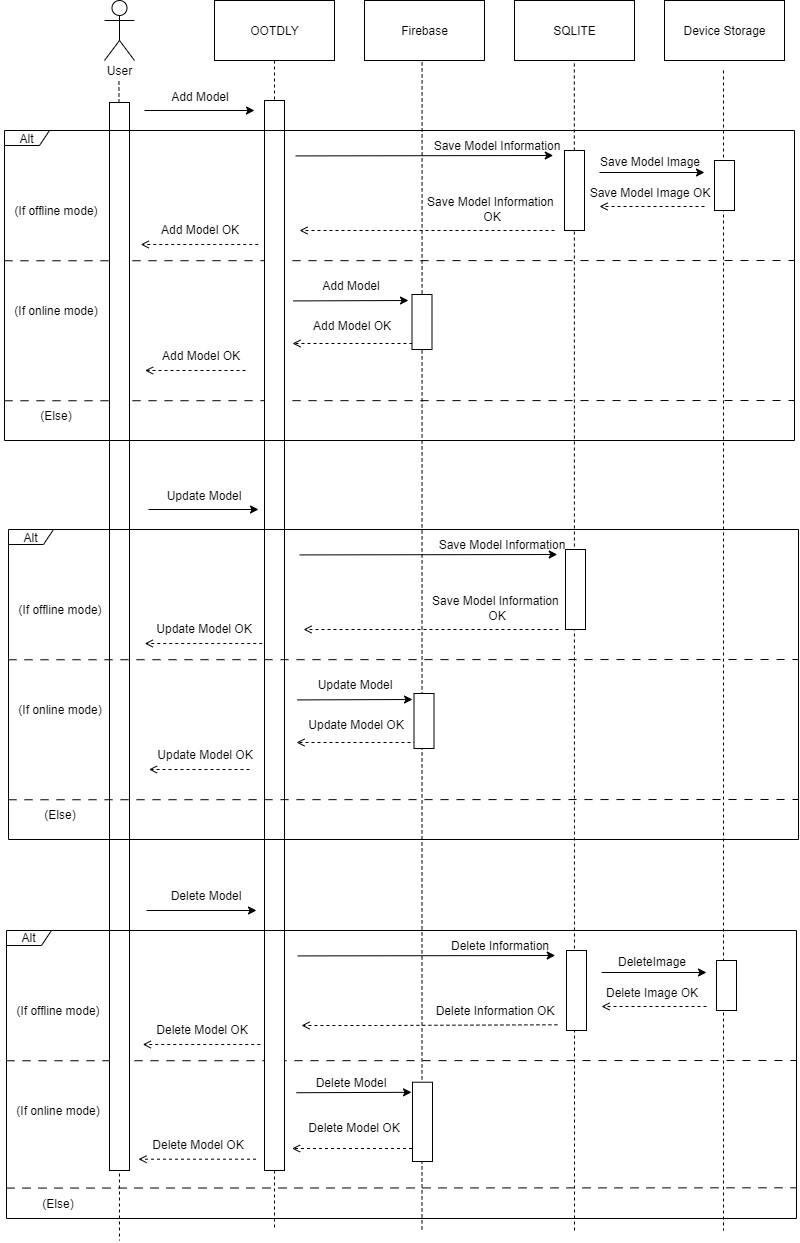 OOTDLY
Firebase
SQLITE
Device Storage
User
Add Model
Alt
Save Model Information
Save Model Image
(If offline mode)
Save Model Image OK
Save Model Information
OK
Add Model OK
(If online mode)
Add Model
Add Model OK
Add Model OK
(Else)
Update Model
Alt
Save Model Information
(If offline mode)
Save Model Information
OK
Update Model OK
(If online mode)
Update Model
Update Model OK
Update Model OK
(Else)
Delete Model
Alt
Delete Information
DeleteImage
Delete Image OK
(If offline mode)
Delete Information OK
Delete Model OK
Delete Model
(If online mode)
Delete Model OK
Delete Model OK
(Else)